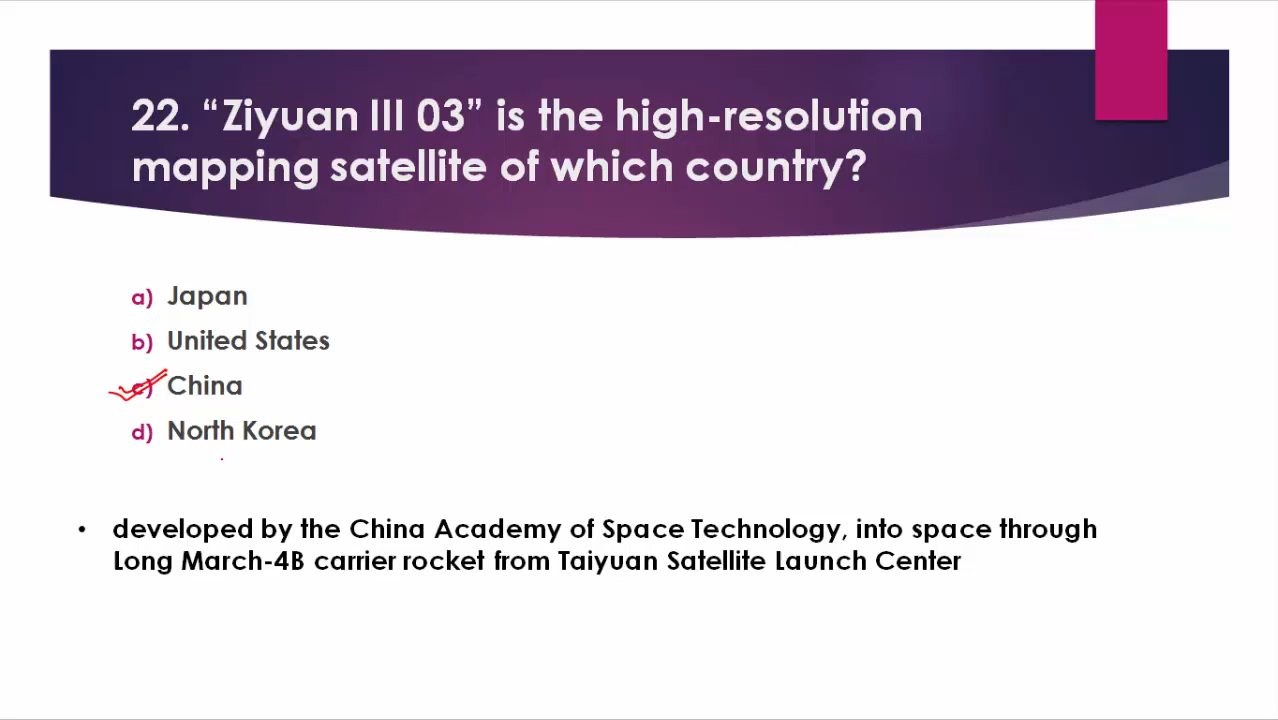 22. “Ziyuan III 03” is the high-resolution
mapping satellite of which country?
a) Japan
b) United States
c) China
d) North Korea
• developed by the China Academy of Space Technology, into space through
Long March-4B carrier rocket from Taiyuan Satellite Launch Center